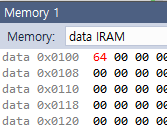 Memory 1
Memory: data IRAM
data 0x0100 64 00 00 00
data 0x0108 00 00 00 00
data 0x0110 00 00 00 00
data 0x0118 00 00 00 00
data 0x0120 00 00 00 00